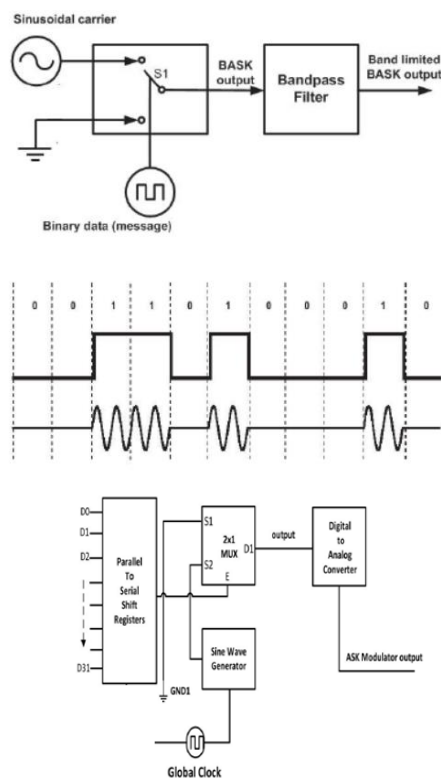 Sinusoidal carrier
S1
BASK
output
Bandpass
Filter
Band limited
BASK output
Binary data (message)
0 0 1 1 0 1 0 0 0 1 0
D0
D1
D2
D31
Parallel
To
Serial
Shift
Registers
S1
S2
2x1
MUX
D1
E
output
Digital
to
Analog
Converter
Sine Wave
Generator
GND1
ASK Modulator output
Global Clock